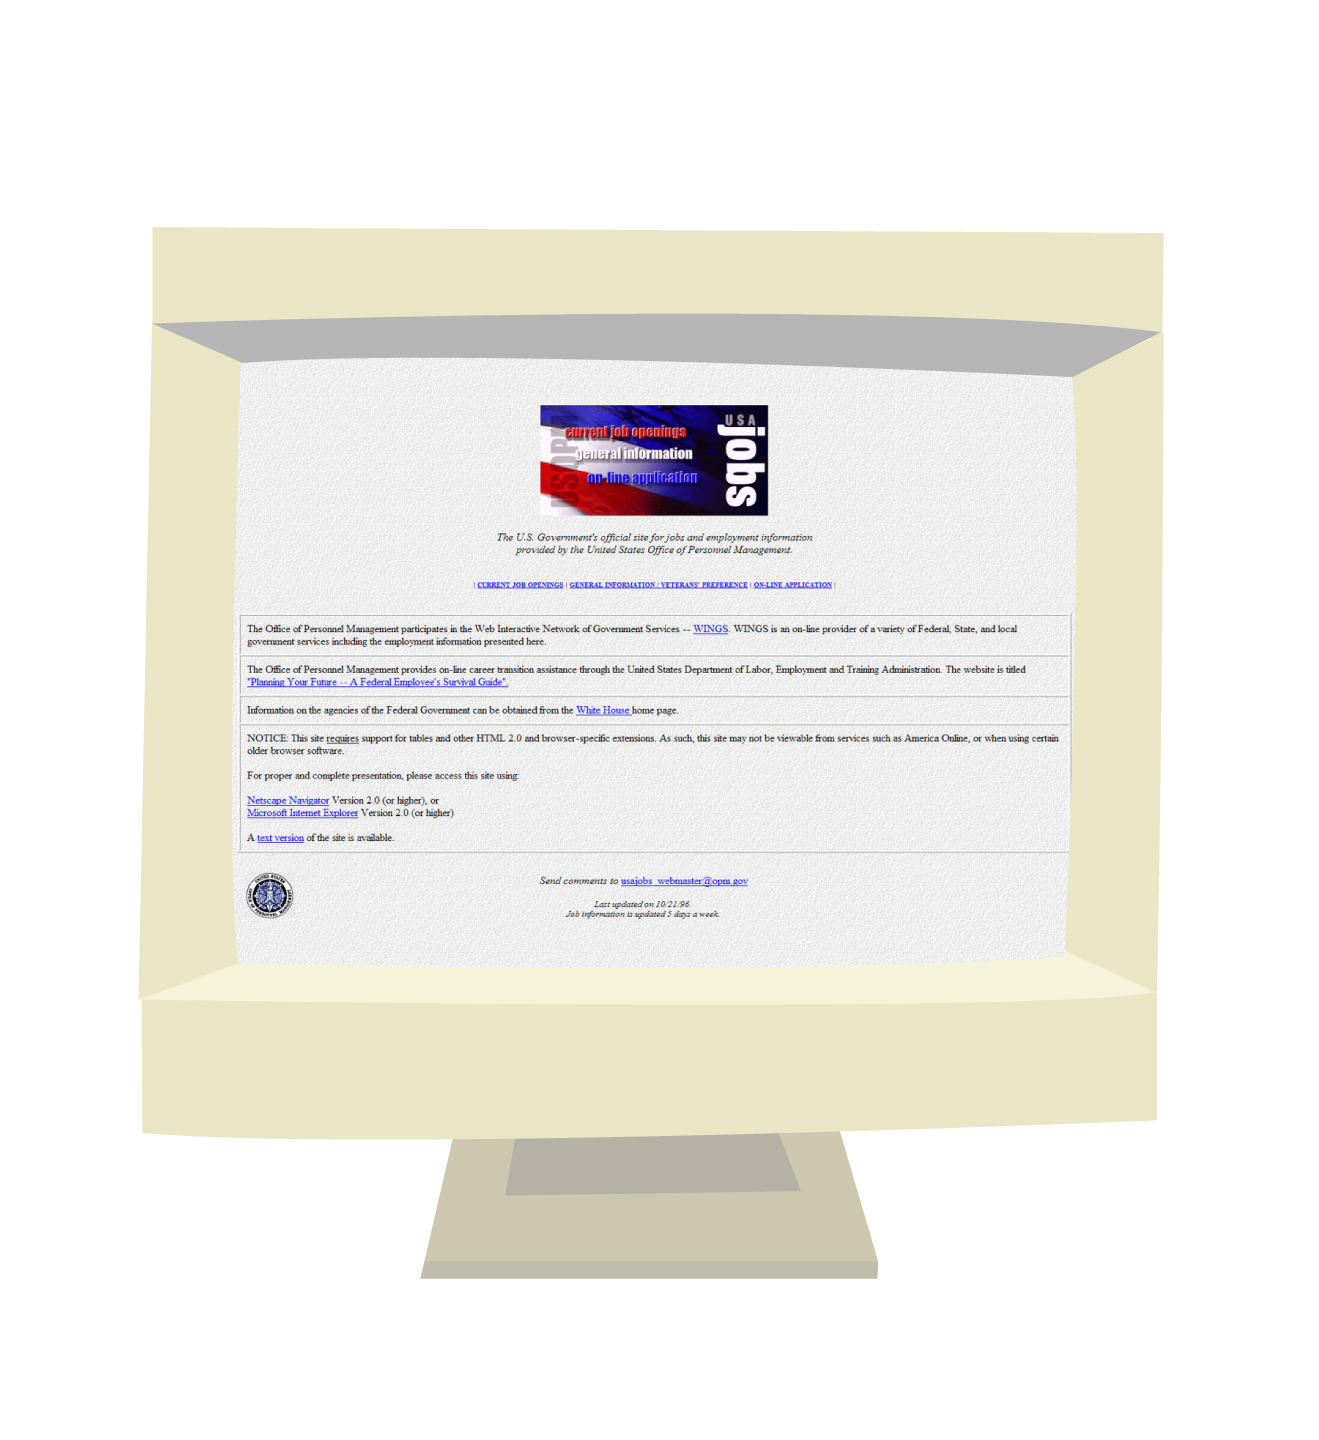 USOPM
current job openings
general information
on-line application
USA
jobs
The U.S. Government's official site for jobs and employment information
provided by the United States Office of Personnel Management.
| CURRENT JOB OPENINGS | GENERAL INFORMATION / VETERANS' PREFERENCE | ON-LINE APPLICATION |
The Office of Personnel Management participates in the Web Interactive Network of Government Services -- WINGS. WINGS is an on-line provider of a variety of Federal, State, and local
government services including the employment information presented here.
The Office of Personnel Management provides on-line career transition assistance through the United States Department of Labor, Employment and Training Administration. The website is titled
"Planning Your Future -- A Federal Employee's Survival Guide".
Information on the agencies of the Federal Government can be obtained from the White House home page.
NOTICE: This site requires support for tables and other HTML 2.0 and browser-specific extensions. As such, this site may not be viewable from services such as America Online, or when using certain
older browser software.
For proper and complete presentation, please access this site using:
Netscape Navigator Version 2.0 (or higher), or
Microsoft Internet Explorer Version 2.0 (or higher)
A text version of the site is available.
UNITED STATES
Send comments to usajobs_webmaster@opm.gov
Last updated on 10/21/96.
Job information is updated 5 days a week.